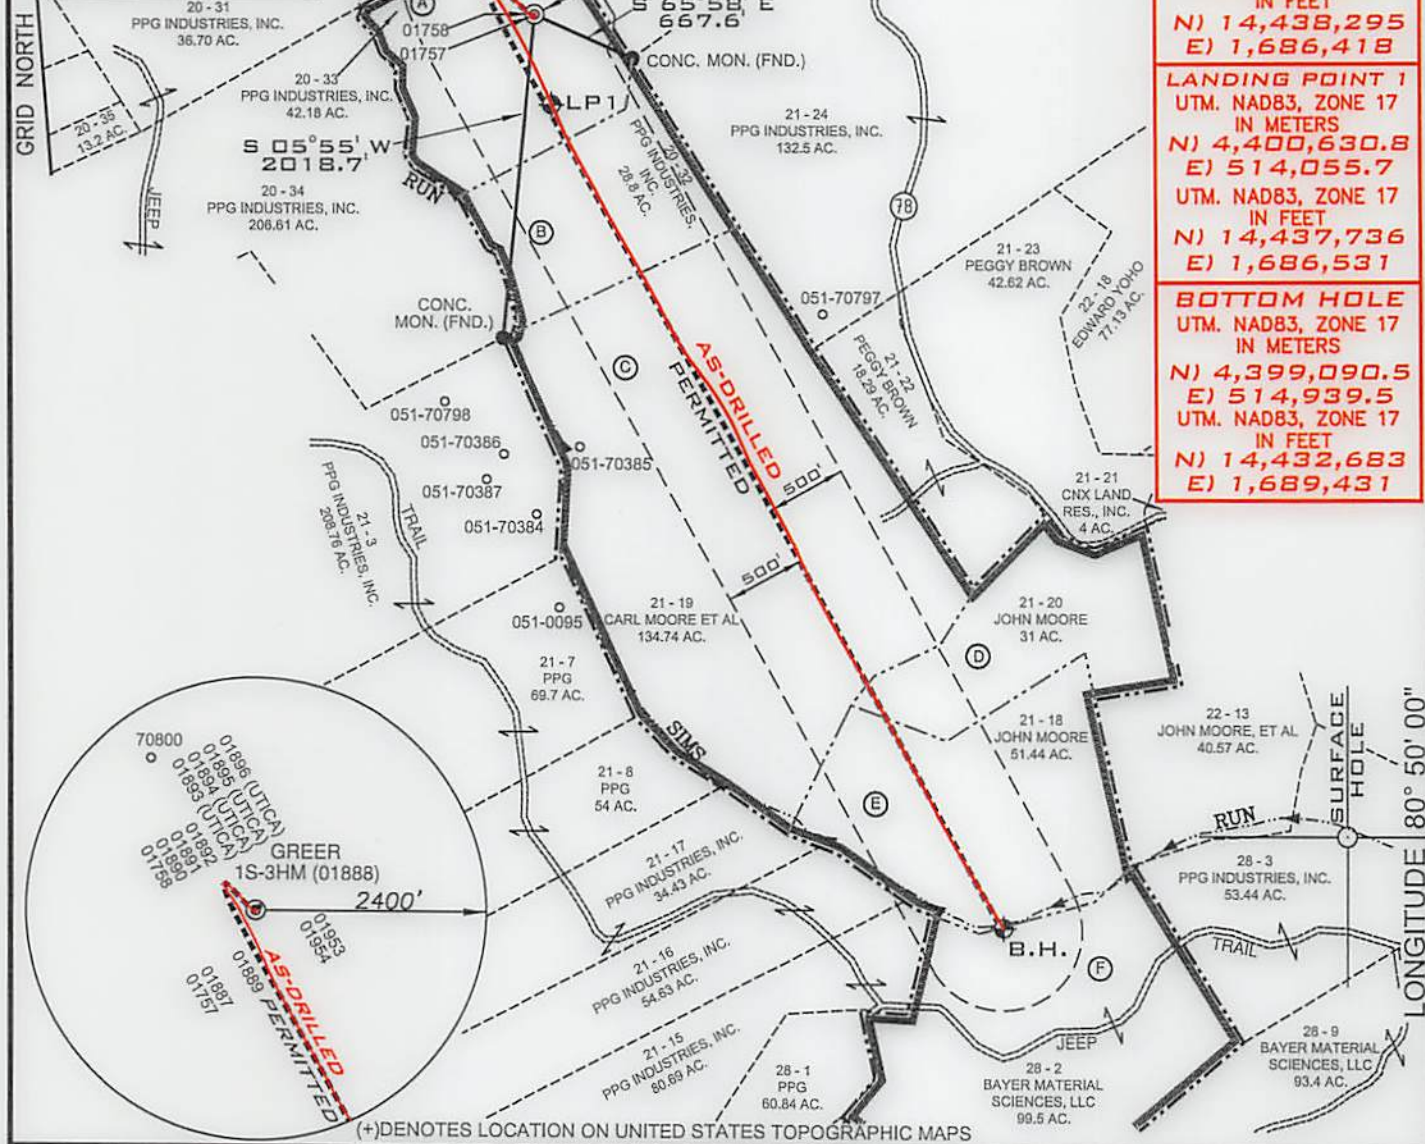 20 - 31
PPG INDUSTRIES, INC.
36.70 AC.
GRID NORTH
20 - 35
13.2 AC.
20 - 33
PPG INDUSTRIES, INC.
42.18 AC.
A
01758
01757
S 65°58' E
667.6'
CONC. MON. (FND.)
LP1
S 05°55' W
2018.7'
RUN
JEEP
20 - 34
PPG INDUSTRIES, INC.
206.61 AC.
20 - 32
PPG INDUSTRIES,
INC.
28.8 AC.
21 - 24
PPG INDUSTRIES, INC.
132.5 AC.
78
B
21 - 23
PEGGY BROWN
42.62 AC.
22 - 18
EDWARD YOHO
77.13 AC.
051-70797
CONC.
MON. (FND.)
C
AS-DRILLED
PERMITTED
21 - 22
PEGGY BROWN
18.29 AC.
051-70798
051-70386
051-70385
051-70387
051-70384
500'
500'
21 - 21
CNX LAND
RES., INC.
4 AC.
21 - 3
PPG INDUSTRIES, INC.
208.76 AC.
TRAIL
051-0095
21 - 19
CARL MOORE ET AL
134.74 AC.
21 - 20
JOHN MOORE
31 AC.
D
21 - 7
PPG
69.7 AC.
SIMS
21 - 18
JOHN MOORE
51.44 AC.
22 - 13
JOHN MOORE, ET AL
40.57 AC.
21 - 8
PPG
54 AC.
E
RUN
SURFACE
HOLE
LONGITUDE 80° 50' 00"
21 - 17
PPG INDUSTRIES, INC.
34.43 AC.
28 - 3
PPG INDUSTRIES, INC.
53.44 AC.
B.H.
F
TRAIL
21 - 16
PPG INDUSTRIES, INC.
54.63 AC.
21 - 15
PPG INDUSTRIES, INC.
80.69 AC.
JEEP
28 - 1
PPG
60.84 AC.
28 - 2
BAYER MATERIAL
SCIENCES, LLC
99.5 AC.
28 - 9
BAYER MATERIAL
SCIENCES, LLC
93.4 AC.
70800
01896 (UTICA)
01895 (UTICA)
01894 (UTICA)
01893 (UTICA)
01892
01891
01890
01758
GREER
1S-3HM (01888)
2400'
01953
01954
01889
01887
01757
AS-DRILLED
PERMITTED
(+)DENOTES LOCATION ON UNITED STATES TOPOGRAPHIC MAPS
IN FEET
N) 14,438,295
E) 1,686,418
LANDING POINT 1
UTM. NAD83, ZONE 17
IN METERS
N) 4,400,630.8
E) 514,055.7
UTM. NAD83, ZONE 17
IN FEET
N) 14,437,736
E) 1,686,531
BOTTOM HOLE
UTM. NAD83, ZONE 17
IN METERS
N) 4,399,090.5
E) 514,939.5
UTM. NAD83, ZONE 17
IN FEET
N) 14,432,683
E) 1,689,431